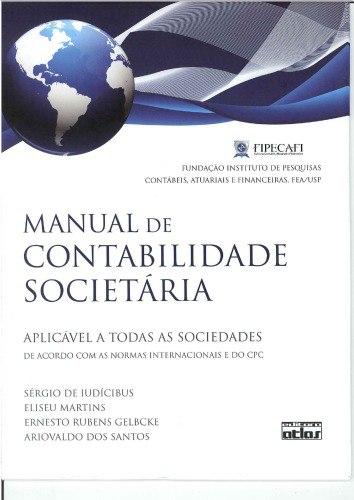 FIPECAFI
FUNDAÇÃO INSTITUTO DE PESQUISAS
CONTÁBEIS, ATUARIAIS E FINANCEIRAS, FEA/USP
MANUAL DE
CONTABILIDADE
SOCIETÁRIA
APLICÁVEL A TODAS AS SOCIEDADES
DE ACORDO COM AS NORMAS INTERNACIONAIS E DO CPC
SÉRGIO DE IUDÍCIBUS
ELISEU MARTINS
ERNESTO RUBENS GELBCKE
ARIOVALDO DOS SANTOS
editora
atlas